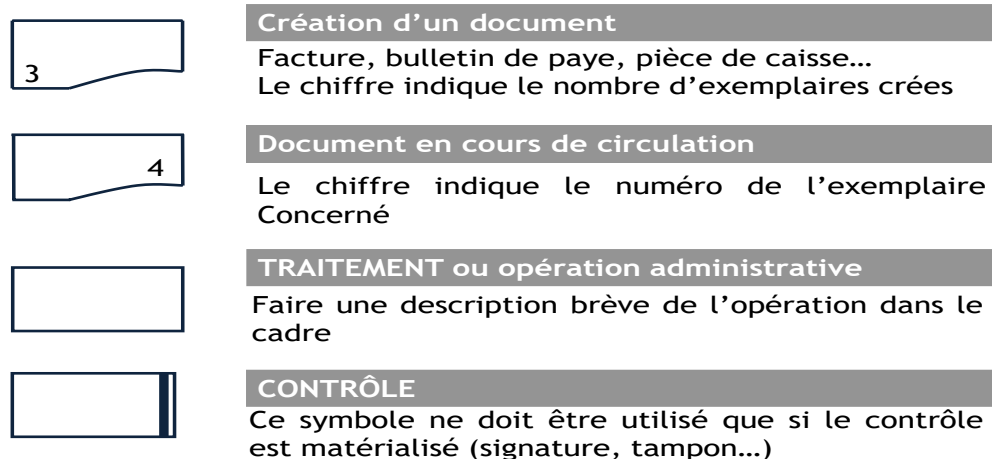 Création d’un document
3
Facture, bulletin de paye, pièce de caisse…
Le chiffre indique le nombre d’exemplaires crées
Document en cours de circulation
4
Le chiffre indique le numéro de l’exemplaire
Concerné
TRAITEMENT ou opération administrative
Faire une description brève de l’opération dans le
cadre
CONTRÔLE
Ce symbole ne doit être utilisé que si le contrôle
est matérialisé (signature, tampon…)